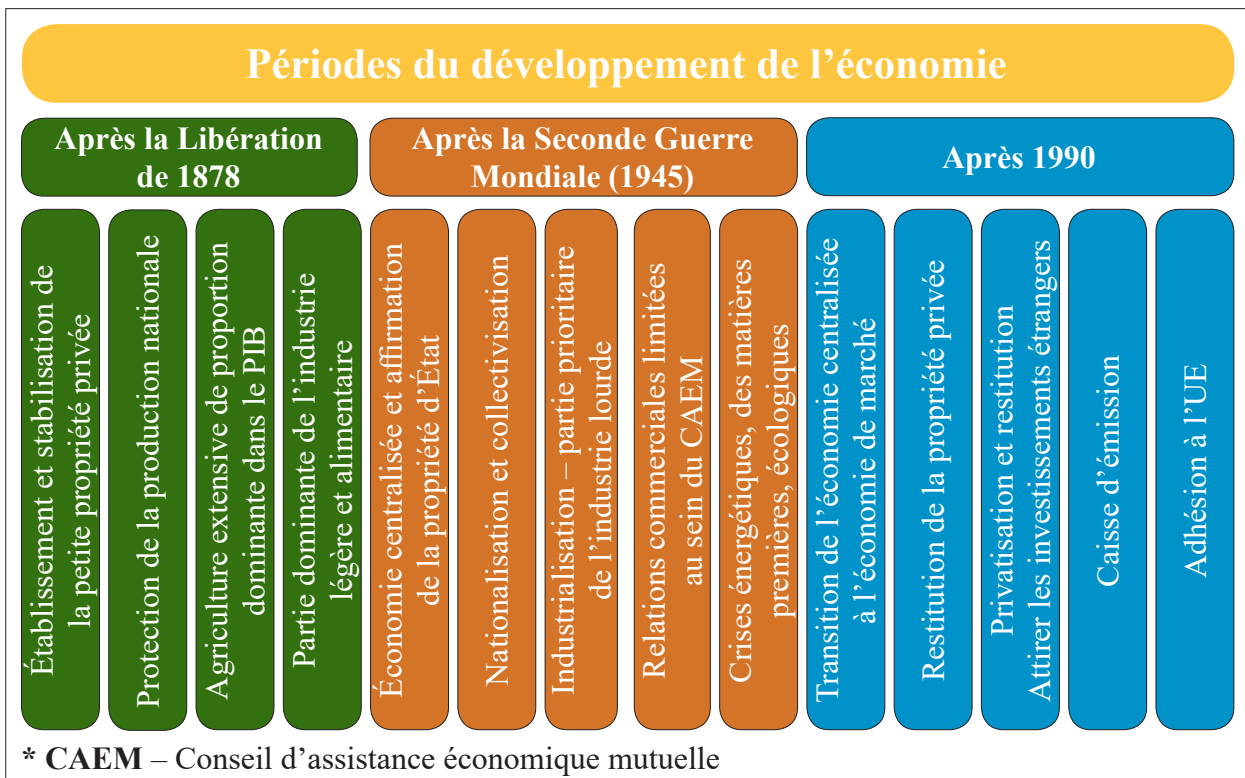 Périodes du développement de l’économie
Après la Libération
de 1878
Établissement et stabilisation de
la petite propriété privée
Protection de la production nationale
Agriculture extensive de proportion
dominante dans le PIB
Partie dominante de l’industrie
légère et alimentaire
Après la Seconde Guerre
Mondiale (1945)
Économie centralisée et affirmation
de la propriété d’État
Nationalisation et collectivisation
Industrialisation – partie prioritaire
de l’industrie lourde
Relations commerciales limitées
au sein du CAEM
Crises énergétiques, des matières
premières, écologiques
Après 1990
Transition de l’économie centralisée
à l’économie de marché
Restitution de la propriété privée
Privatisation et restitution
Attirer les investissements étrangers
Caisse d’émission
Adhésion à l’UE
* CAEM – Conseil d’assistance économique mutuelle